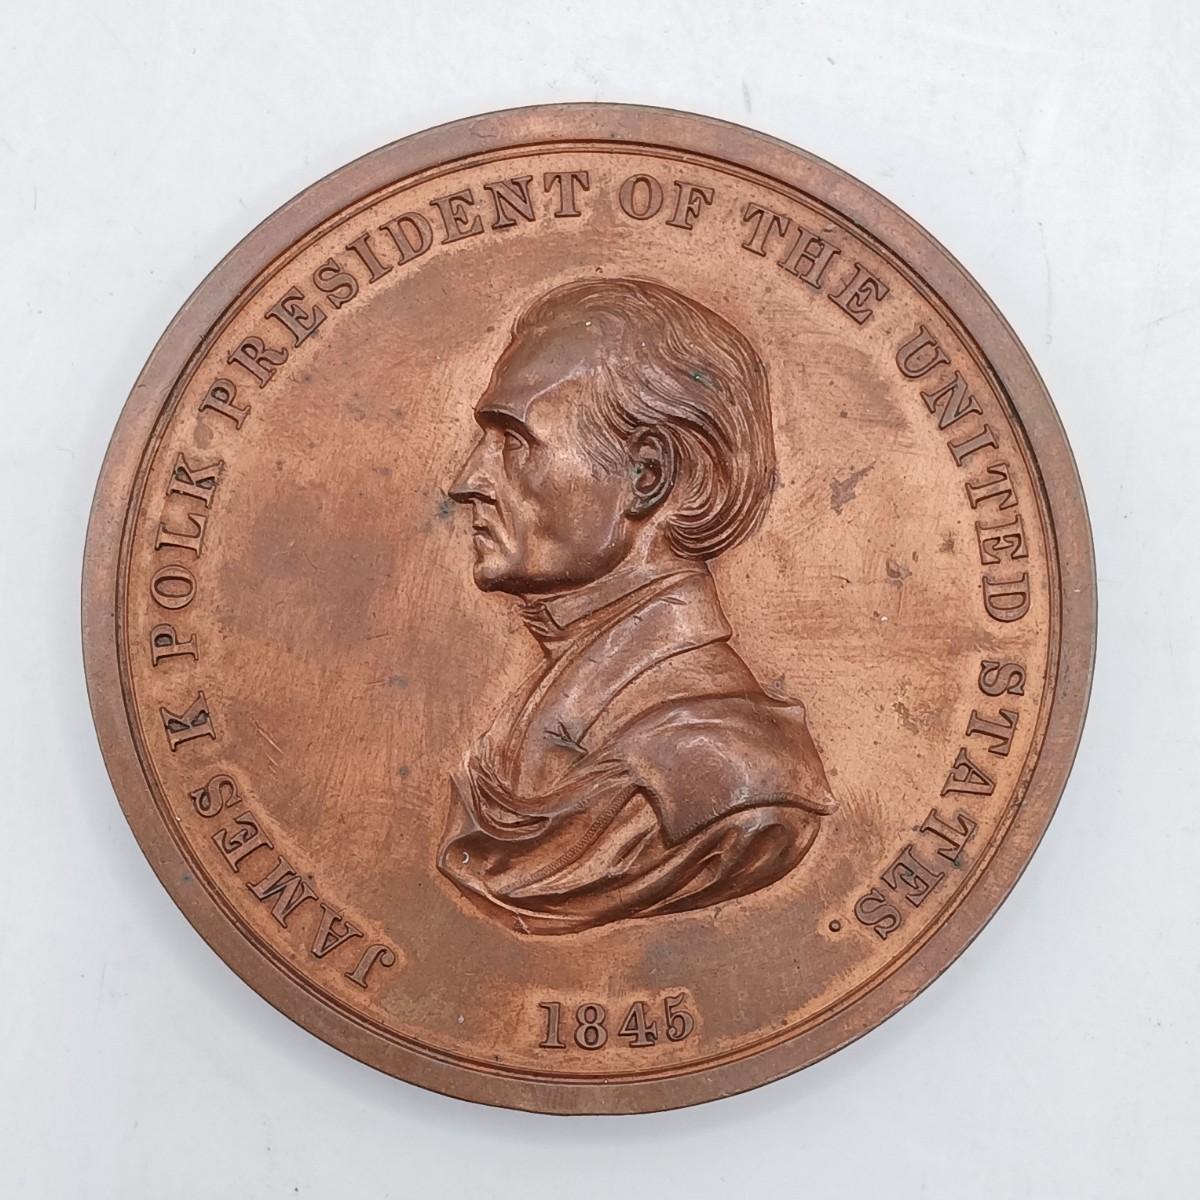 JAMES K POLK PRESIDENT OF THE UNITED STATES.
1845